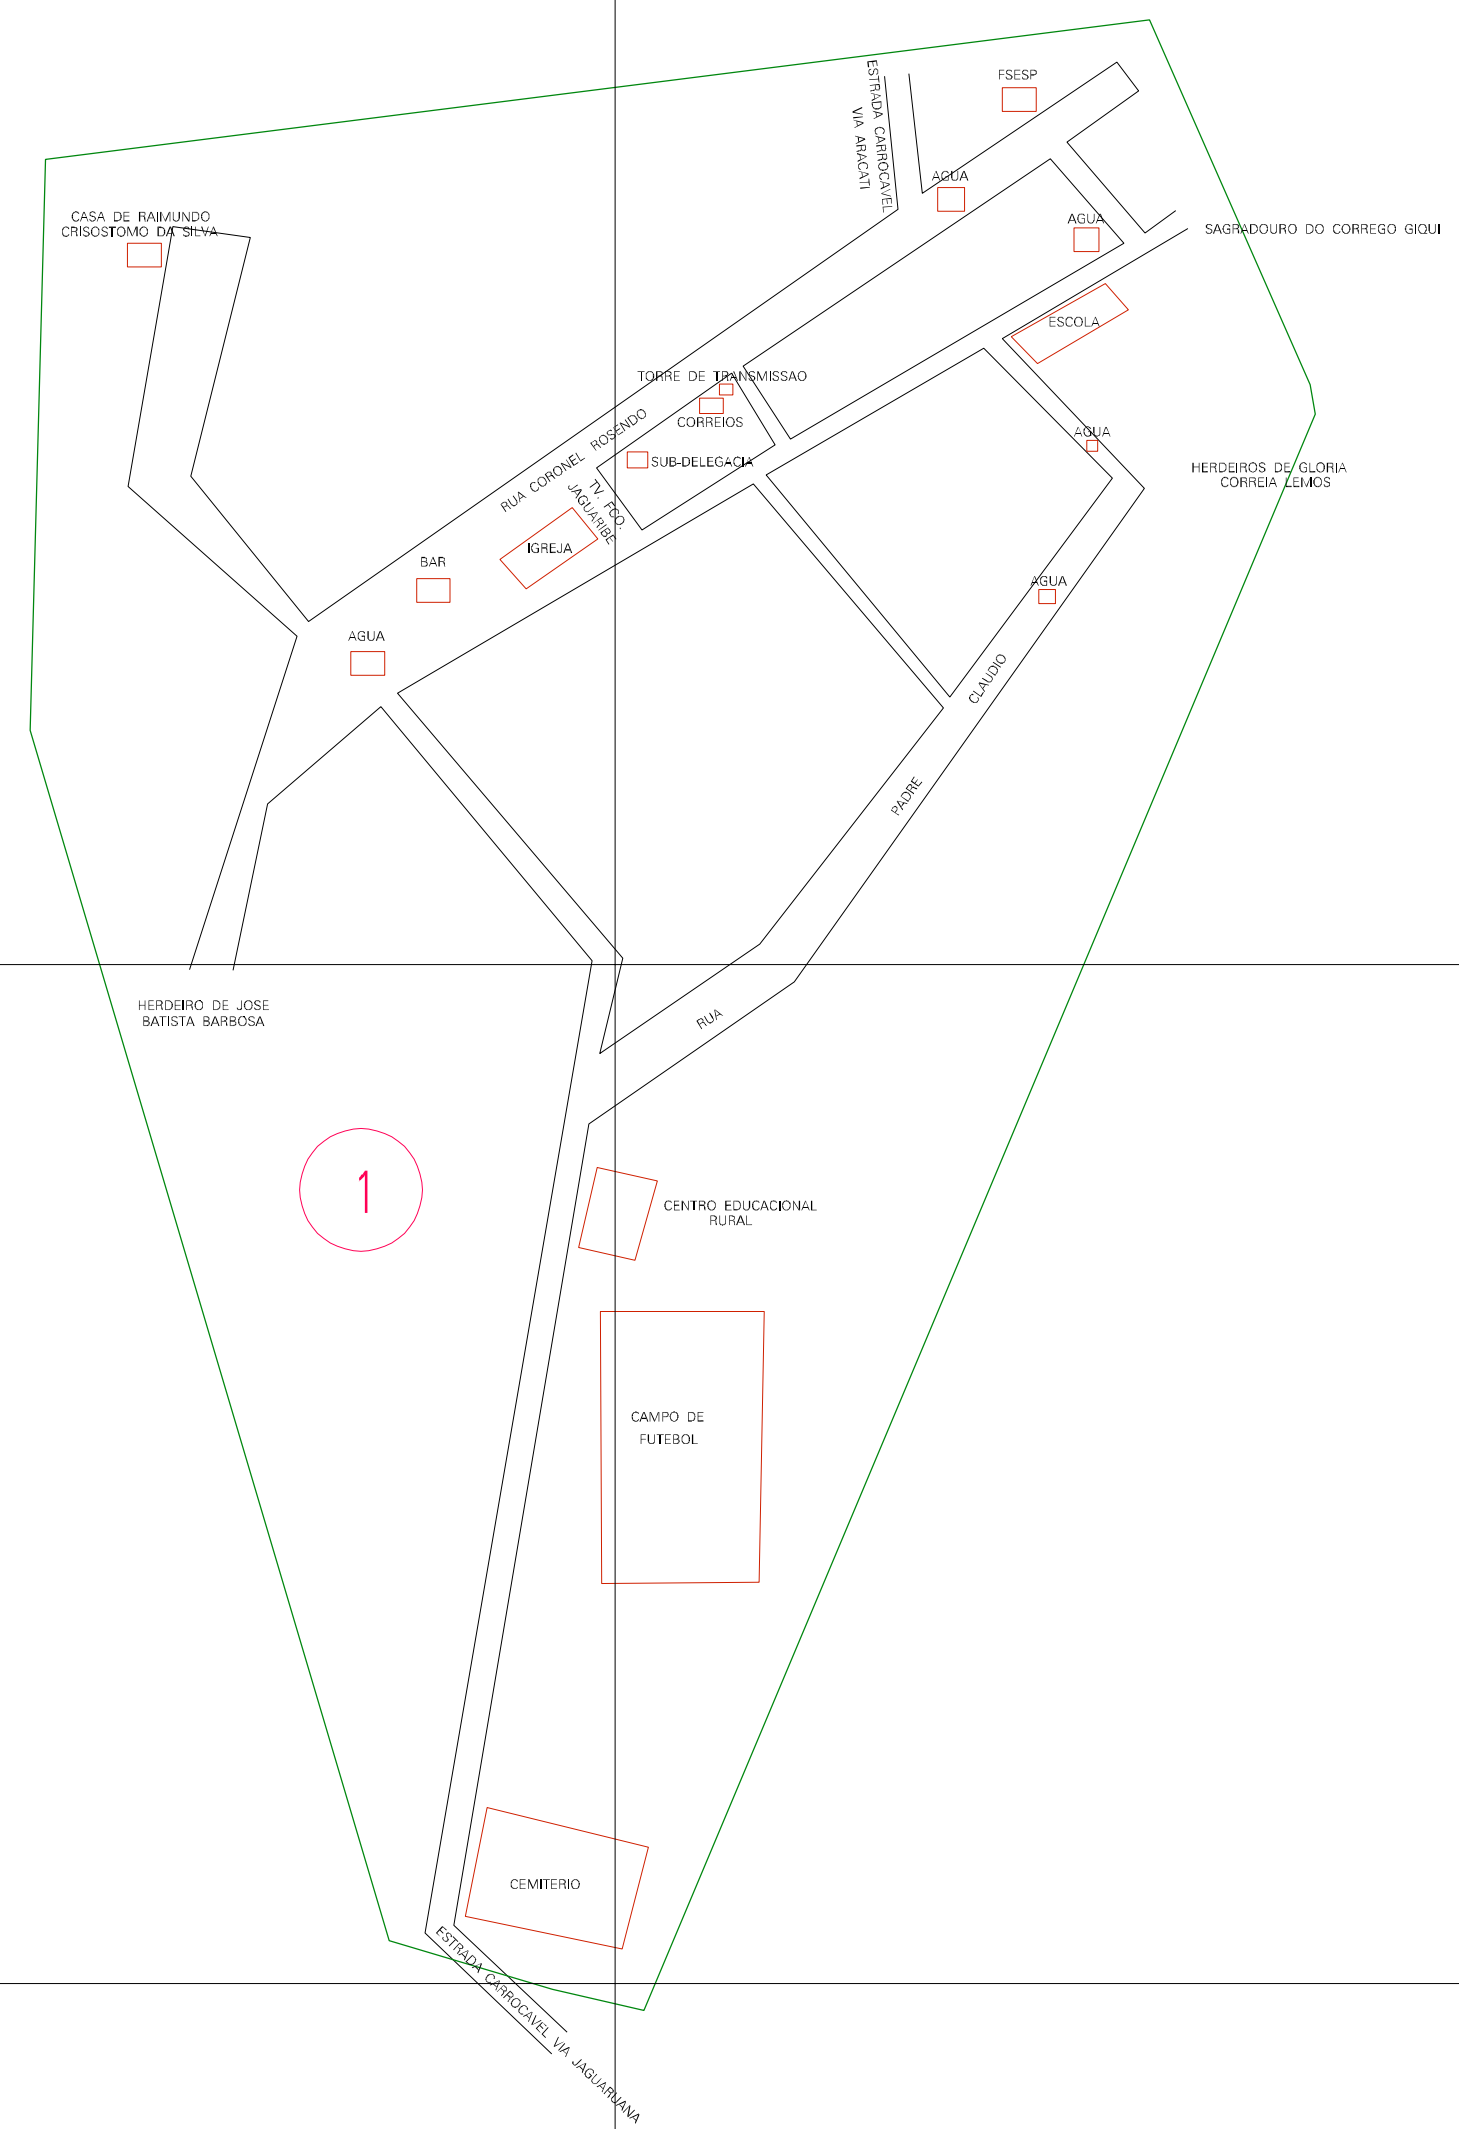 FSESP
ESTRADA CARROCAVEL
VIA ARACATI
AGUA
AGUA
CASA DE RAIMUNDO
CRISOSTOMO DA SILVA
SAGRADOURO DO CORREGO GIQUI
ESCOLA
TORRE DE TRANSMISSAO
CORREIOS
RUA CORONEL ROSENDO
AGUA
SUB-DELEGACIA
HERDEIROS DE GLORIA
CORREIA LEMOS
TV. FCO.
JAGUARIBE
IGREJA
BAR
AGUA
AGUA
RUA PADRE CLAUDIO
HERDEIRO DE JOSE
BATISTA BARBOSA
1
CENTRO EDUCACIONAL
RURAL
CAMPO DE
FUTEBOL
CEMITERIO
ESTRADA CARROCAVEL VIA JAGUARUANA